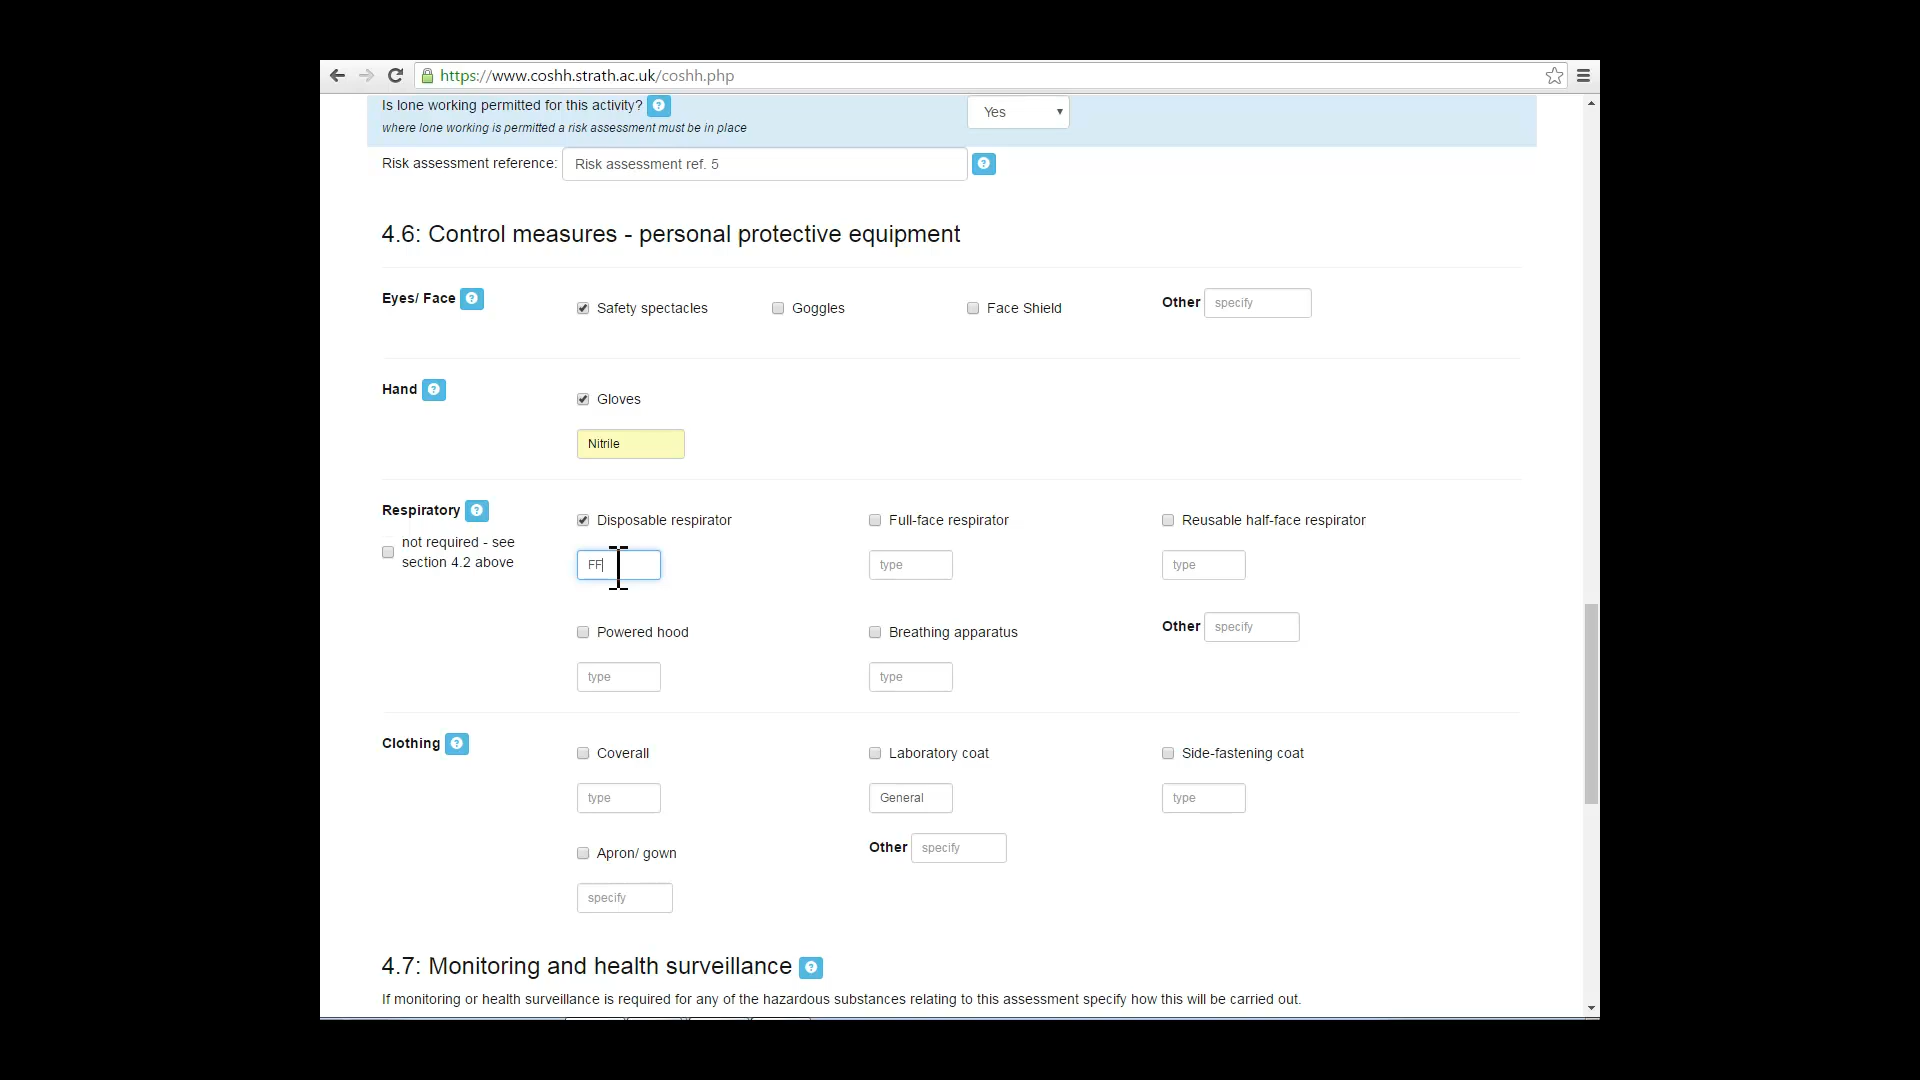 https://www.coshh.strath.ac.uk/coshh.php
Is lone working permitted for this activity? ?
Yes
where lone working is permitted a risk assessment must be in place
Risk assessment reference: Risk assessment ref. 5 ?
4.6: Control measures - personal protective equipment
Eyes/ Face ? Safety spectacles Goggles Face Shield Other specify
Hand ? Gloves
Nitrile
Respiratory ? Disposable respirator Full-face respirator Reusable half-face respirator
not required - see
section 4.2 above
FF type type
Powered hood Breathing apparatus Other specify
type type
Clothing ? Coverall Laboratory coat Side-fastening coat
type General type
Apron/ gown Other specify
specify
4.7: Monitoring and health surveillance ?
If monitoring or health surveillance is required for any of the hazardous substances relating to this assessment specify how this will be carried out.